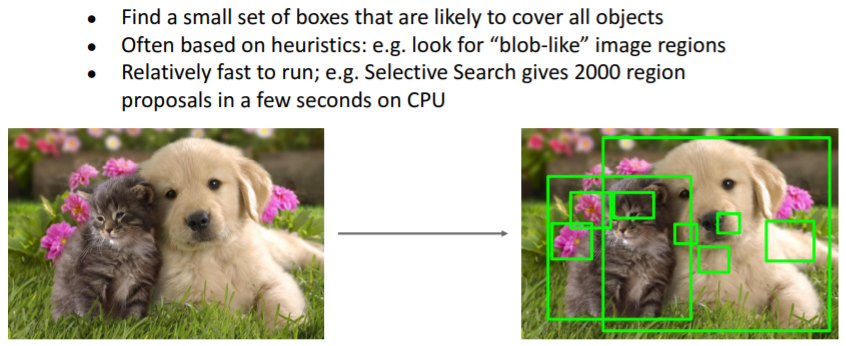 ● Find a small set of boxes that are likely to cover all objects
● Often based on heuristics: e.g. look for “blob-like” image regions
● Relatively fast to run; e.g. Selective Search gives 2000 region
proposals in a few seconds on CPU